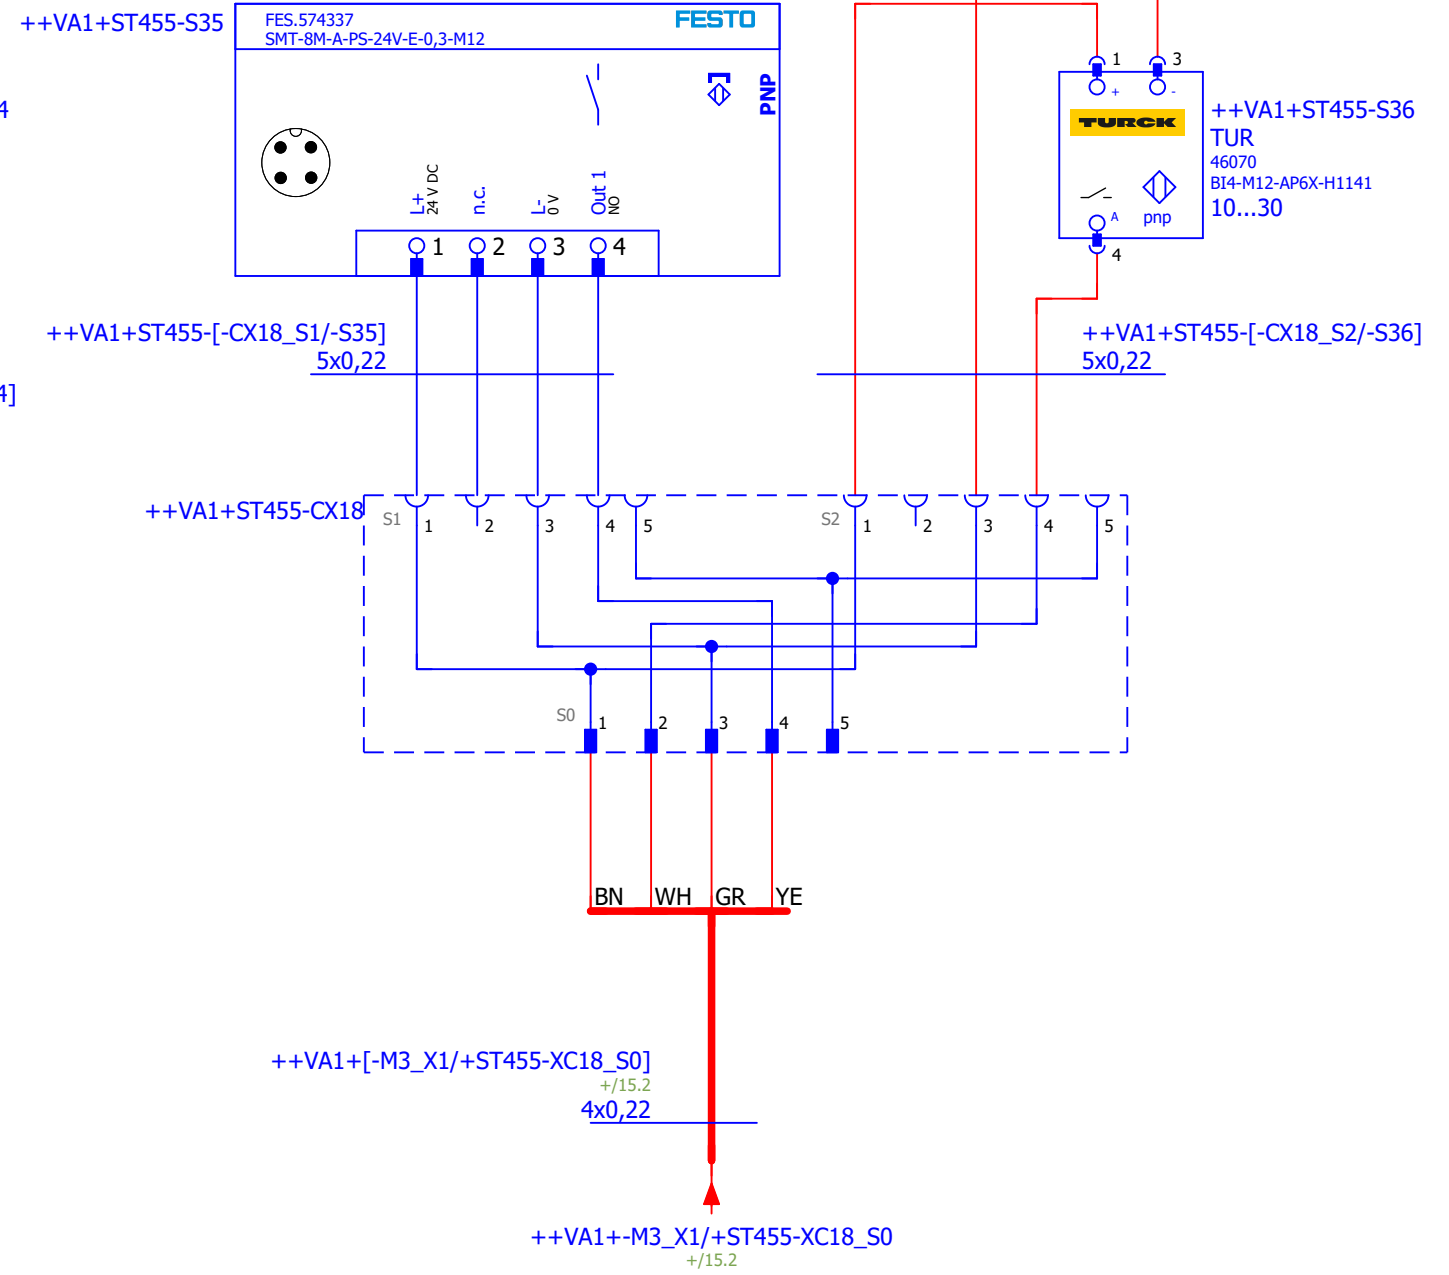 ++VA1+ST455-S35
FES.574337
SMT-8M-A-PS-24V-E-0,3-M12
FESTO
PNP
L+
24 V DC
n.c.
L-
0 V
Out 1
NO
1 2 3 4
1 3
+ -
TURCK
A
pnp
4
++VA1+ST455-S36
TUR
46070
BI4-M12-AP6X-H1141
10...30
4
++VA1+ST455-[-CX18_S1/-S35]
5x0,22
++VA1+ST455-[-CX18_S2/-S36]
5x0,22
4]
++VA1+ST455-CX18
S1 1 2 3 4 5
S2 1 2 3 4 5
S0 1 2 3 4 5
BN WH GR YE
++VA1+[-M3_X1/+ST455-XC18_S0]
+/15.2
4x0,22
++VA1+-M3_X1/+ST455-XC18_S0
+/15.2